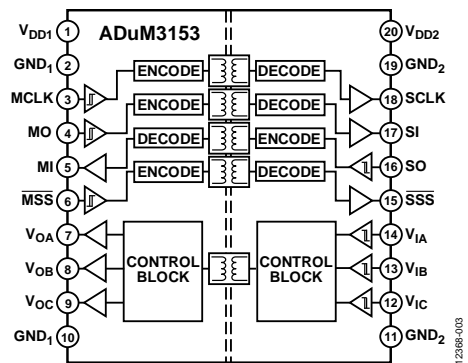 ADuM3153
VDD1 1
20 VDD2
GND1 2
19 GND2
MCLK 3
ENCODE
DECODE
18 SCLK
MO 4
ENCODE
DECODE
17 SI
MI 5
DECODE
ENCODE
16 SO
MSS 6
ENCODE
DECODE
15 SSS
VOA 7
14 VIA
VOB 8
CONTROL
BLOCK
CONTROL
BLOCK
13 VIB
VOC 9
12 VIC
GND1 10
11 GND2
12368-003